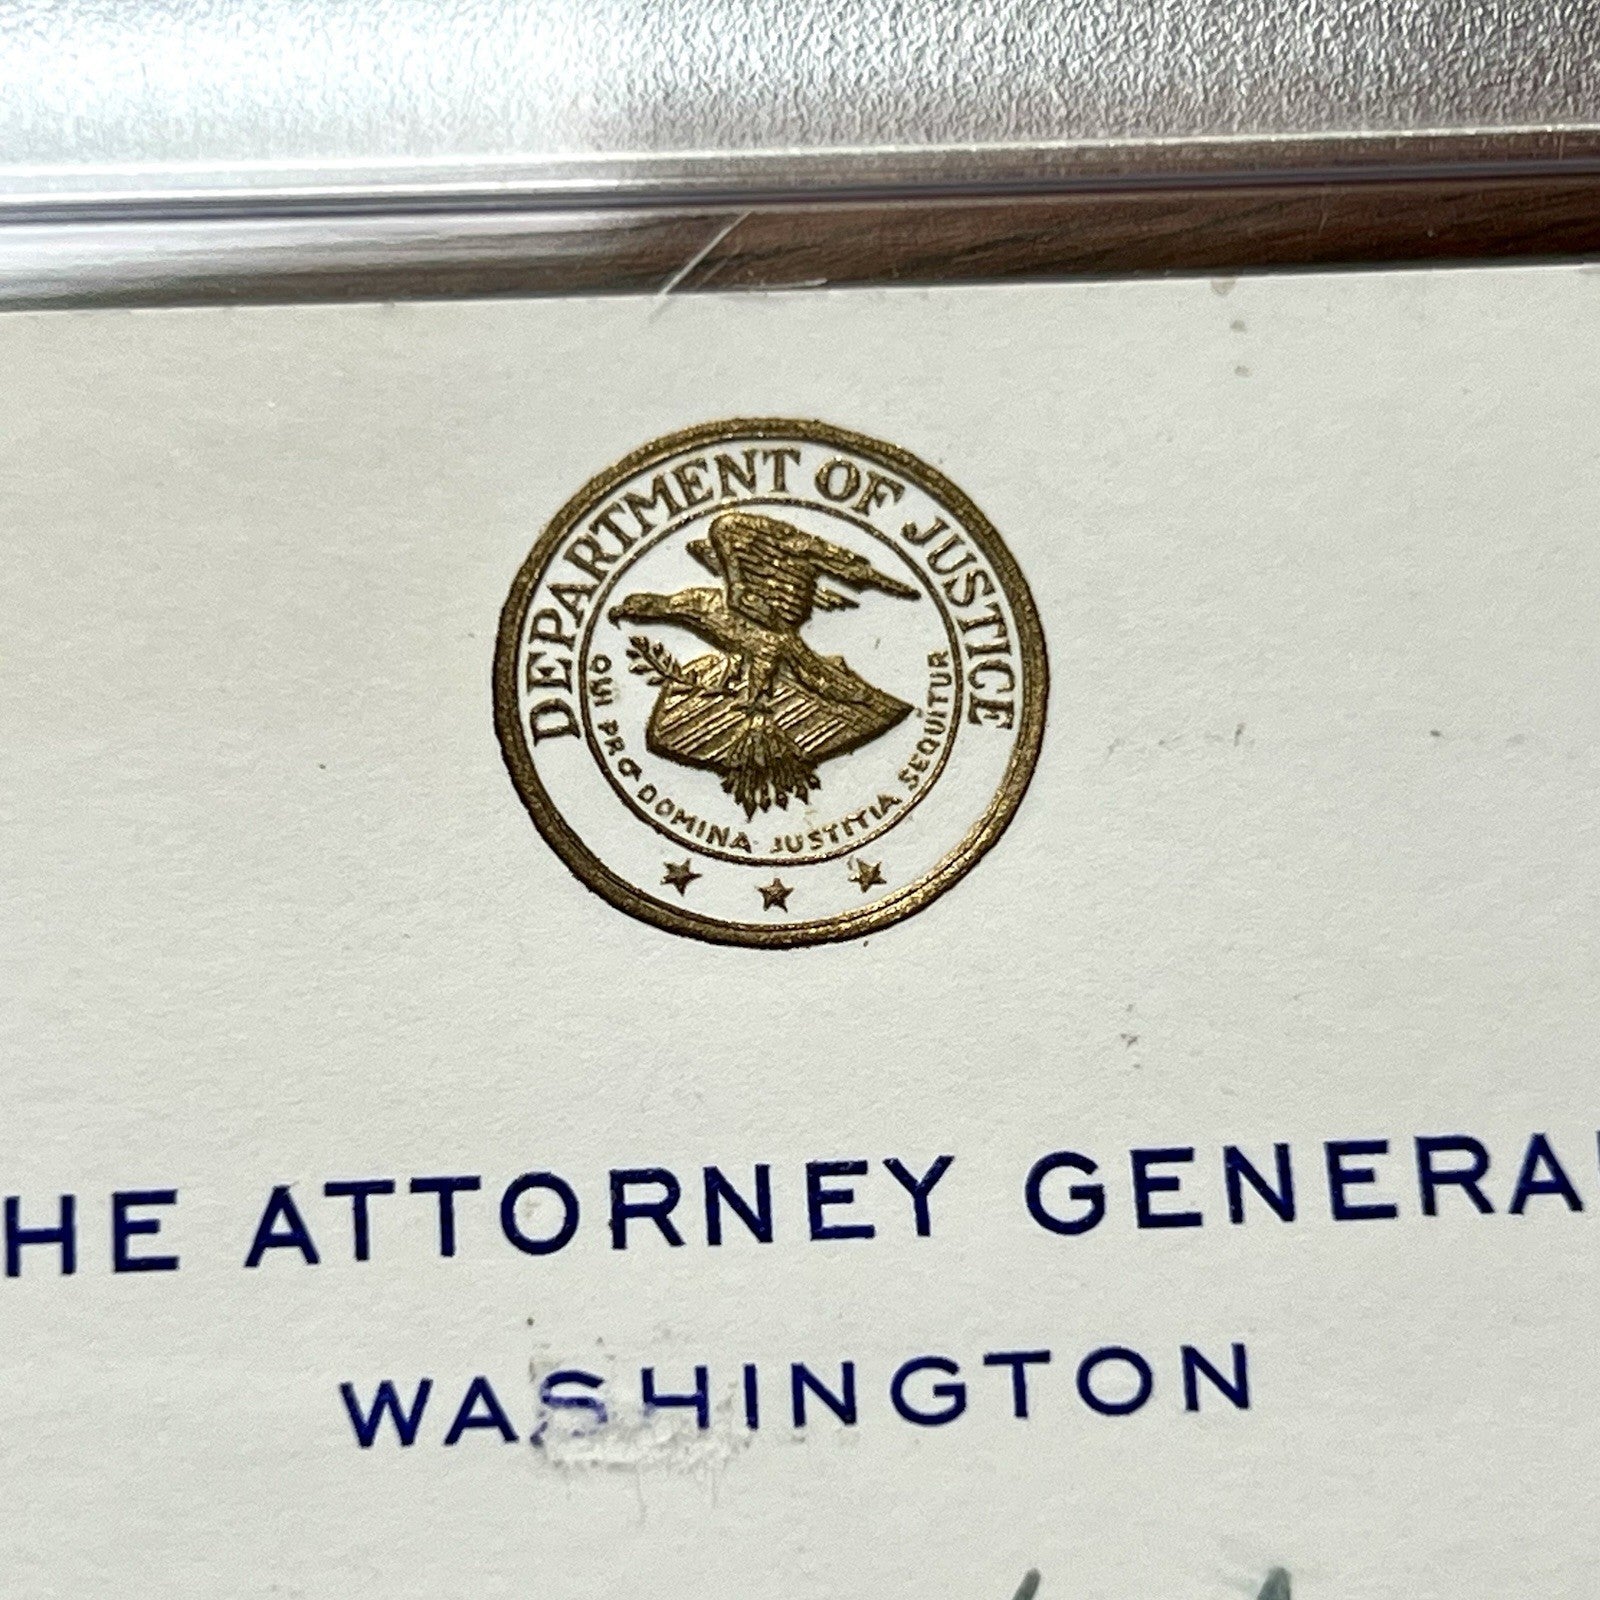 DEPARTMENT OF JUSTICE
QUI PRO DOMINA JUSTITIA SEQUITUR
HE ATTORNEY GENERA
WASHINGTON